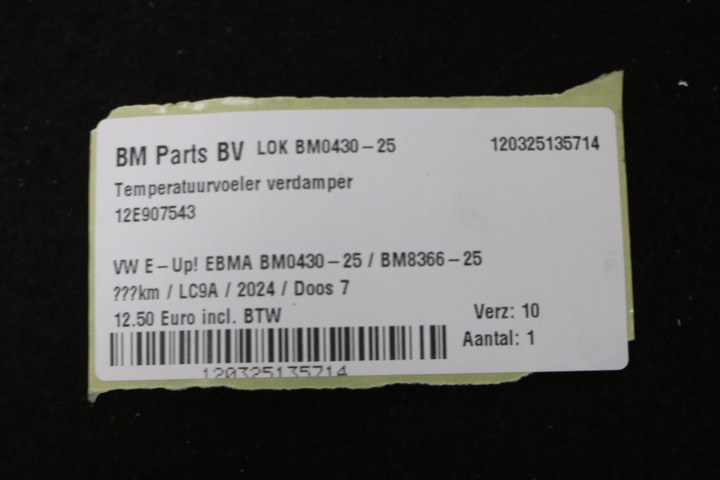 BM Parts BV LOK BM0430-25 120325135714
Temperatuurvoeler verdamper
12E907543
VW E-Up! EBMA BM0430-25 / BM8366-25
???km / LC9A / 2024 / Doos 7
12.50 Euro incl. BTW Verz: 10
Aantal: 1
120325135714